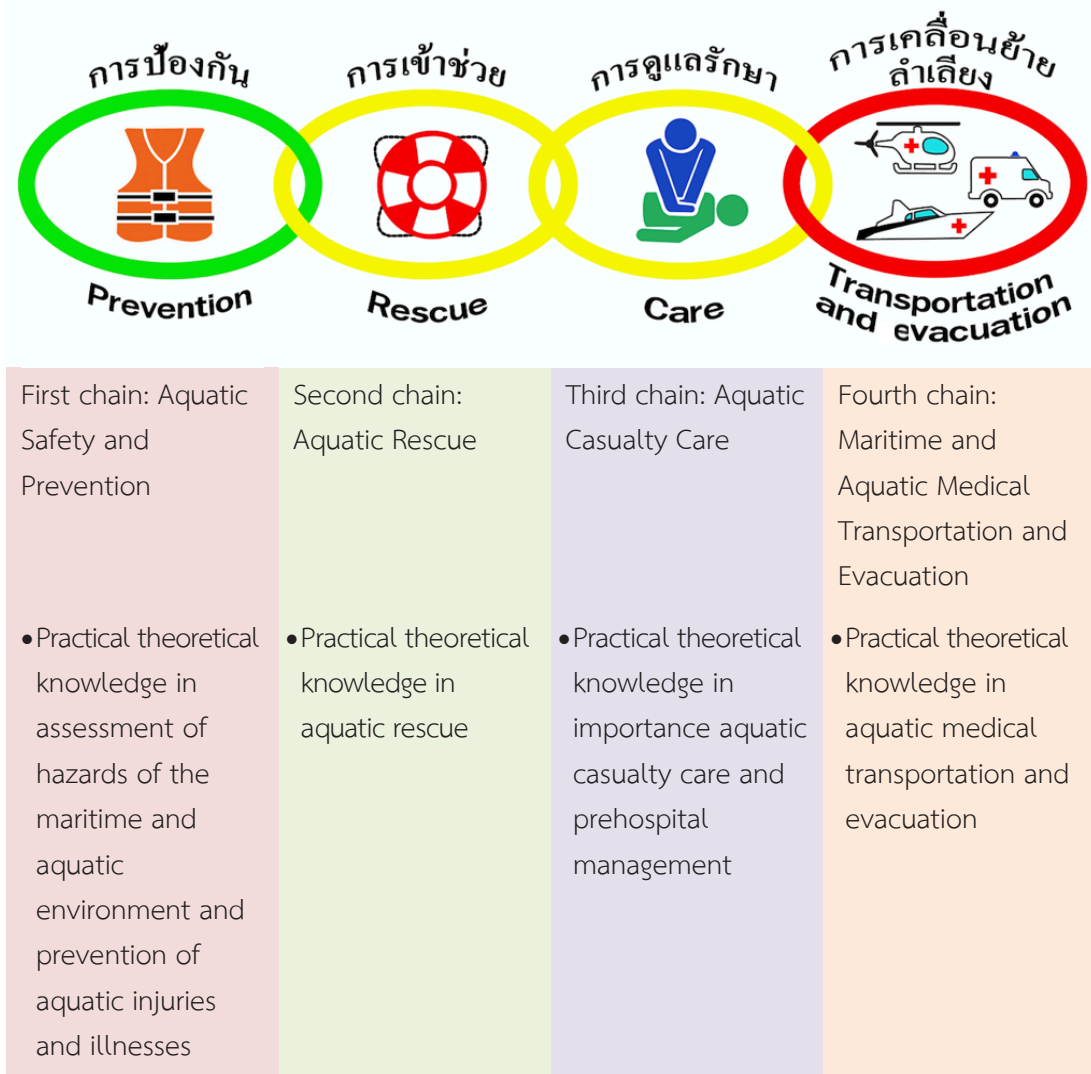 การป้องกัน
การเข้าช่วย
การดูแลรักษา
การเคลื่อนย้าย
ลำเลียง
Prevention
Rescue
Care
Transportation
and evacuation
First chain: Aquatic
Safety and
Prevention
Second chain:
Aquatic Rescue
Third chain: Aquatic
Casualty Care
Fourth chain:
Maritime and
Aquatic Medical
Transportation and
Evacuation
•Practical theoretical
knowledge in
assessment of
hazards of the
maritime and
aquatic
environment and
prevention of
aquatic injuries
and illnesses
•Practical theoretical
knowledge in
aquatic rescue
•Practical theoretical
knowledge in
importance aquatic
casualty care and
prehospital
management
•Practical theoretical
knowledge in
aquatic medical
transportation and
evacuation